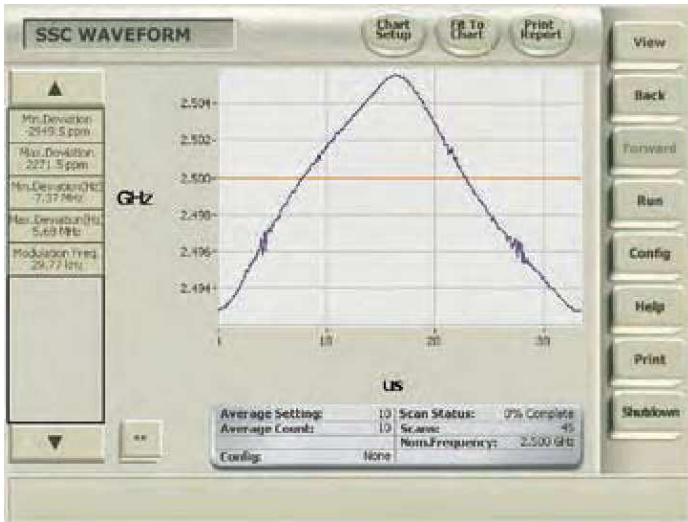 SSC WAVEFORM
Chart Setup
Fit To Chart
Print Report
View
Back
Forward
Run
Config
Help
Print
Shutdown
Min.Deviation
-2949.5 ppm
Max.Deviation
2271.5 ppm
Min.Deviation(Hz)
-7.37 MHz
Max.Deviation(Hz)
5.68 MHz
Modulation Freq.
29.77 kHz
GHz
2.504
2.502
2.500
2.498
2.496
2.494
10
20
30
us
Average Setting: 10
Average Count: 10
Config: None
Scan Status: 0% Complete
Scans: 45
Nom.Frequency: 2.500 GHz